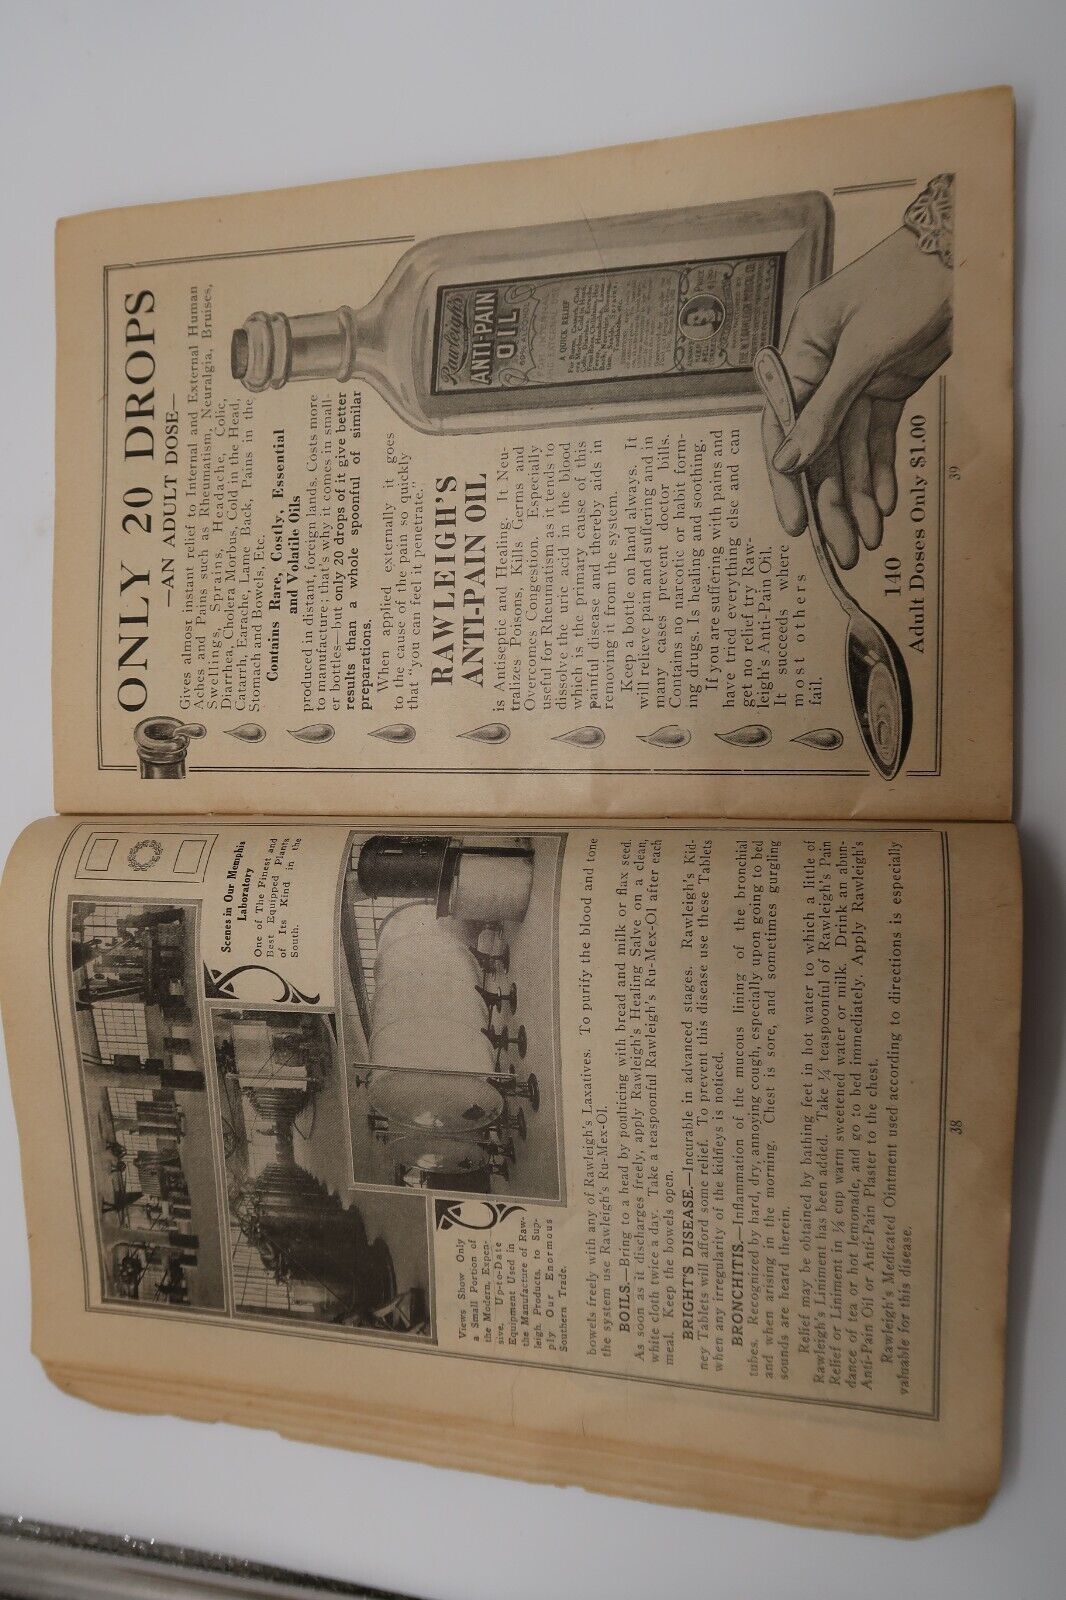 Scenes in Our Memphis
Laboratory
One of The Finest and
Best Equipped Plants
of Its Kind in the
South.
Views Show Only
a Small Portion of
the Modern, Expen-
sive, Up-to-Date
Equipment Used in
the Manufacture of Raw-
leigh Products, to Sup-
ply Our Enormous
Southern Trade.
bowels freely with any of Rawleigh's Laxatives. To purify the blood and tone
the system use Rawleigh's Ru-Mex-Ol.
BOILS.—Bring to a head by poulticing with bread and milk or flax seed.
As soon as it discharges freely, apply Rawleigh's Healing Salve on a clean,
white cloth twice a day. Take a teaspoonful Rawleigh's Ru-Mex-Ol after each
meal. Keep the bowels open.
BRIGHT'S DISEASE.—Incurable in advanced stages. Rawleigh's Kid-
ney Tablets will afford some relief. To prevent this disease use these Tablets
when any irregularity of the kidneys is noticed.
BRONCHITIS.—Inflammation of the mucous lining of the bronchial
tubes. Recognized by hard, dry, annoying cough, especially upon going to bed
and when arising in the morning. Chest is sore, and sometimes gurgling
sounds are heard therein.
Relief may be obtained by bathing feet in hot water to which a little of
Rawleigh's Liniment has been added. Take ¼ teaspoonful of Rawleigh's Pain
Relief or Liniment in ⅛ cup warm sweetened water or milk. Drink an abun-
dance of tea or hot lemonade, and go to bed immediately. Apply Rawleigh's
Anti-Pain Oil or Anti-Pain Plaster to the chest.
Rawleigh's Medicated Ointment used according to directions is especially
valuable for this disease.
38
ONLY 20 DROPS
—AN ADULT DOSE—
Gives almost instant relief to Internal and External Human
Aches and Pains such as Rheumatism, Neuralgia, Bruises,
Swellings, Sprains, Headache, Colic,
Diarrhea, Cholera Morbus, Cold in the Head,
Catarrh, Earache, Lame Back, Pains in the
Stomach and Bowels, Etc.
Contains Rare, Costly, Essential
and Volatile Oils
produced in distant, foreign lands. Costs more
to manufacture; that's why it comes in small-
er bottles—but only 20 drops of it give better
results than a whole spoonful of similar
preparations.
When applied externally it goes
to the cause of the pain so quickly
that "you can feel it penetrate."
RAWLEIGH'S
ANTI-PAIN OIL
is Antiseptic and Healing. It Neu-
tralizes Poisons, Kills Germs and
Overcomes Congestion. Especially
useful for Rheumatism as it tends to
dissolve the uric acid in the blood
which is the primary cause of this
painful disease and thereby aids in
removing it from the system.
Keep a bottle on hand always. It
will relieve pain and suffering and in
many cases prevent doctor bills.
Contains no narcotic or habit form-
ing drugs. Is healing and soothing.
If you are suffering with pains and
have tried everything else and can
get no relief try Raw-
leigh's Anti-Pain Oil.
It succeeds where
most others
fail.
Rawleigh's
ANTI-PAIN
OIL
A QUICK RELIEF
140
Adult Doses Only $1.00
39